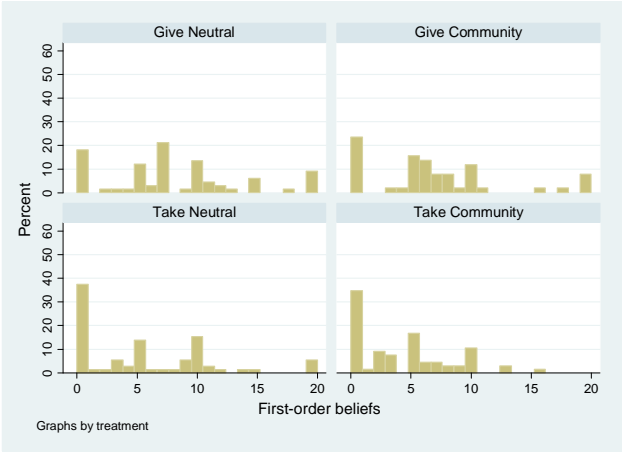 Give Neutral
Give Community
60
50
40
30
20
10
0
Take Neutral
Take Community
60
50
40
30
20
10
0
Percent
0 5 10 15 20
0 5 10 15 20
First-order beliefs
Graphs by treatment